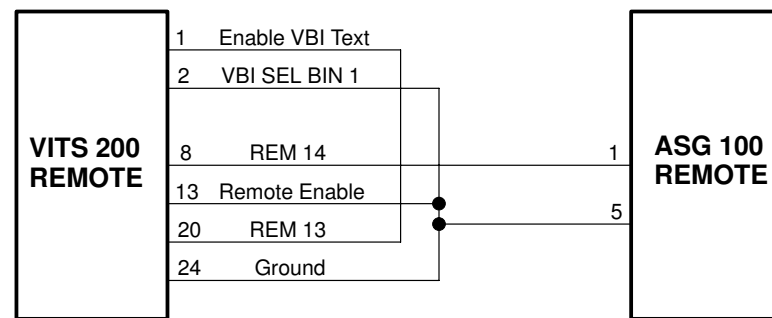 1 Enable VBI Text
2 VBI SEL BIN 1
VITS 200
REMOTE
8 REM 14
1
ASG 100
REMOTE
13 Remote Enable
5
20 REM 13
24 Ground